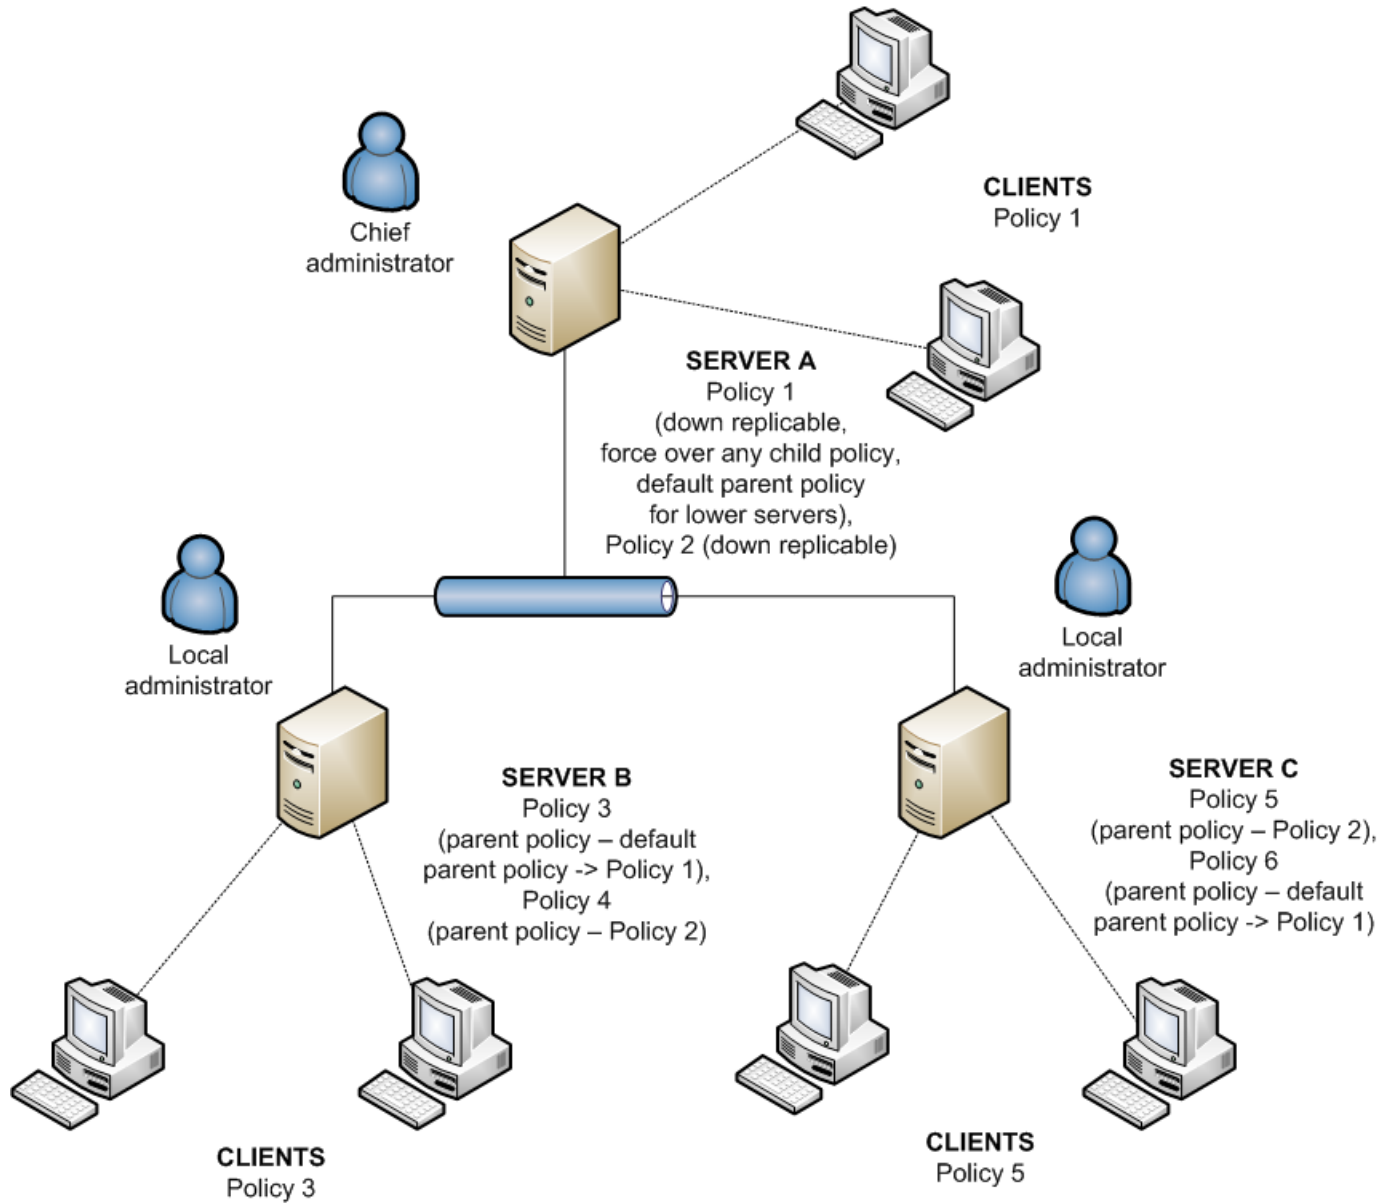 CLIENTS
Policy 1
Chief
administrator
SERVER A
Policy 1
(down replicable,
force over any child policy,
default parent policy
for lower servers),
Policy 2 (down replicable)
Local
administrator
Local
administrator
SERVER B
Policy 3
(parent policy – default
parent policy -> Policy 1),
Policy 4
(parent policy – Policy 2)
SERVER C
Policy 5
(parent policy – Policy 2),
Policy 6
(parent policy – default
parent policy -> Policy 1)
CLIENTS
Policy 3
CLIENTS
Policy 5